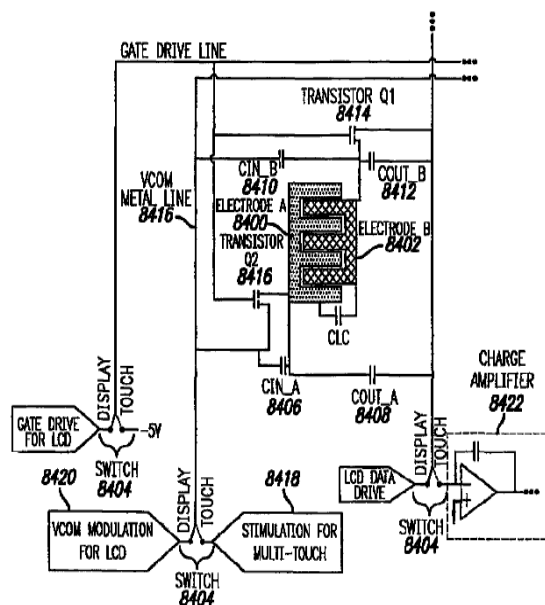 GATE DRIVE LINE
TRANSISTOR Q1
8414
CIN_B
8410
COUT_B
8412
VCOM
METAL LINE
8416
ELECTRODE A
8400
ELECTRODE B
8402
TRANSISTOR
Q2
8416
CLC
CIN_A
8406
COUT_A
8408
CHARGE
AMPLIFIER
8422
DISPLAY
TOUCH
GATE DRIVE
FOR LCD
-5V
SWITCH
8404
8420
VCOM MODULATION
FOR LCD
DISPLAY
TOUCH
8418
STIMULATION FOR
MULTI-TOUCH
SWITCH
8404
DISPLAY
TOUCH
LCD DATA
DRIVE
SWITCH
8404
- 
+